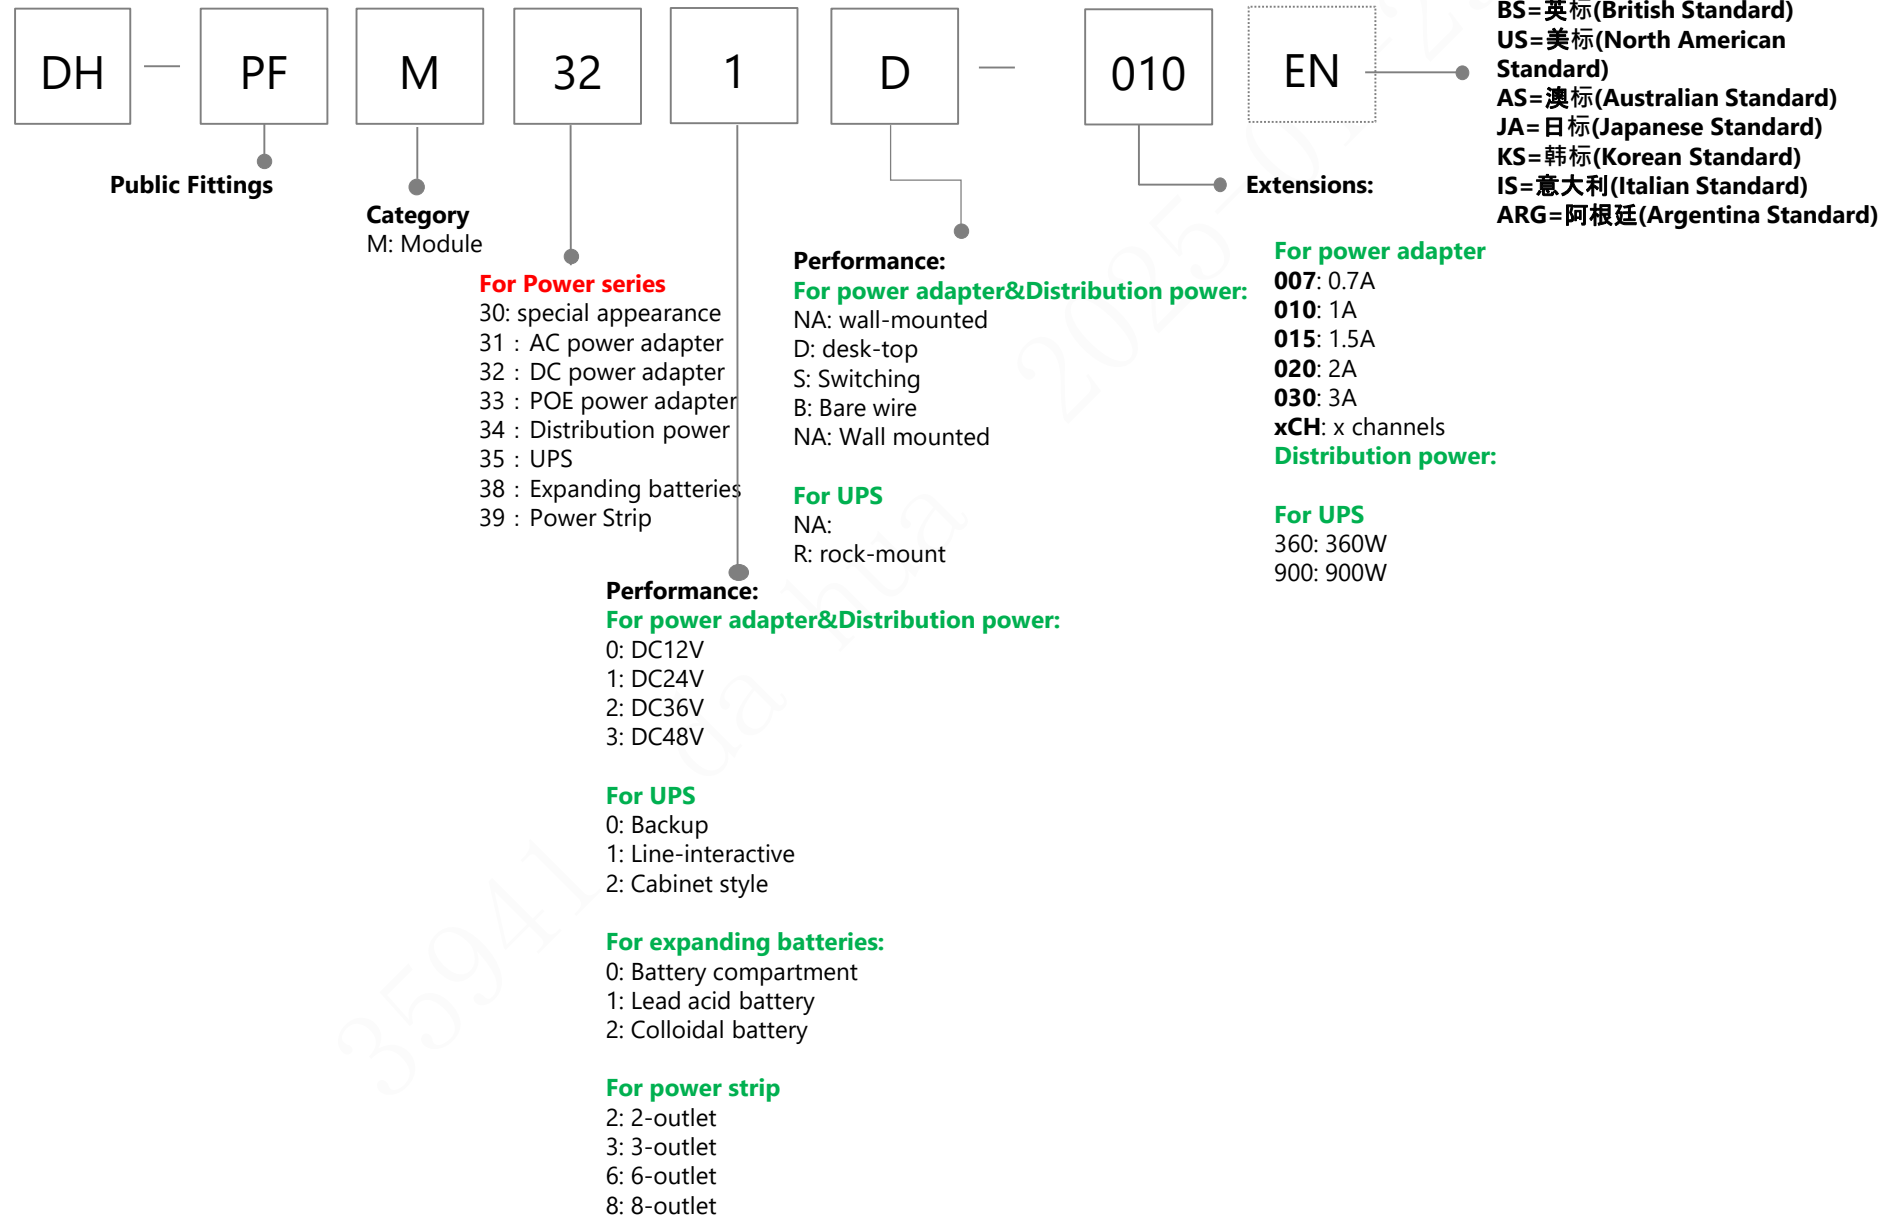 DH — PF M 32 1 D — 010 EN
BS=英标(British Standard)
US=美标(North American
Standard)
AS=澳标(Australian Standard)
JA=日标(Japanese Standard)
KS=韩标(Korean Standard)
IS=意大利(Italian Standard)
ARG=阿根廷(Argentina Standard)
Public Fittings
Category
M: Module
For Power series
30: special appearance
31：AC power adapter
32：DC power adapter
33：POE power adapter
34：Distribution power
35：UPS
38：Expanding batteries
39：Power Strip
Performance:
For power adapter&Distribution power:
NA: wall-mounted
D: desk-top
S: Switching
B: Bare wire
NA: Wall mounted
For UPS
NA:
R: rock-mount
Extensions:
For power adapter
007: 0.7A
010: 1A
015: 1.5A
020: 2A
030: 3A
xCH: x channels
Distribution power:
For UPS
360: 360W
900: 900W
Performance:
For power adapter&Distribution power:
0: DC12V
1: DC24V
2: DC36V
3: DC48V
For UPS
0: Backup
1: Line-interactive
2: Cabinet style
For expanding batteries:
0: Battery compartment
1: Lead acid battery
2: Colloidal battery
For power strip
2: 2-outlet
3: 3-outlet
6: 6-outlet
8: 8-outlet